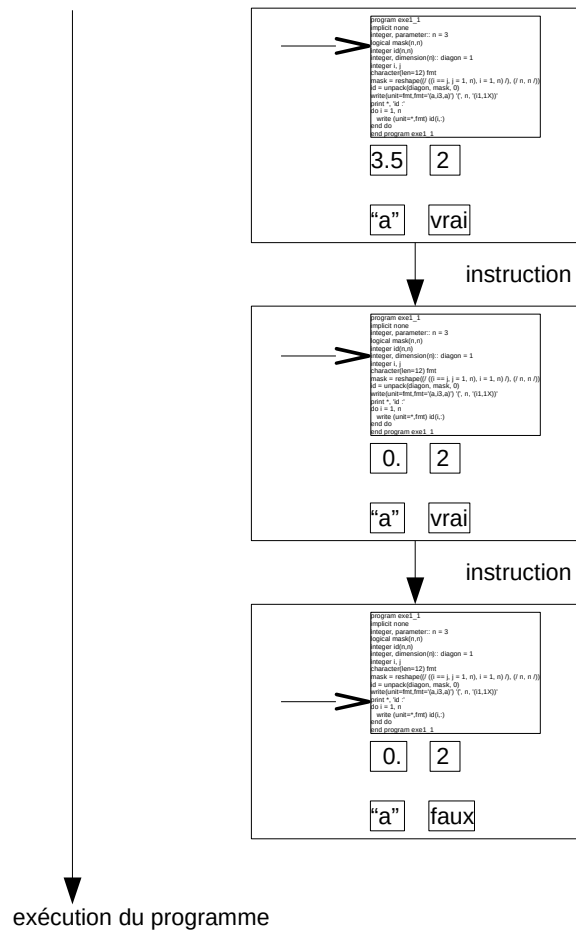 program exe1_1
implicit none
integer, parameter:: n = 3
logical mask(n,n)
integer id(n,n)
integer, dimension(n):: diagon = 1
integer i, j
character(len=12) fmt
mask = reshape((/ ((i == j, j = 1, n), i = 1, n) /), (/ n, n /))
id = unpack(diagon, mask, 0)
write(unit=fmt,fmt='(a,i3,a)') '(', n, '(i1,1X))'
print *, 'id :'
do i = 1, n
write (unit=*,fmt) id(i,:)
end do
end program exe1_1
3.5 2
“a” vrai
instruction
program exe1_1
implicit none
integer, parameter:: n = 3
logical mask(n,n)
integer id(n,n)
integer, dimension(n):: diagon = 1
integer i, j
character(len=12) fmt
mask = reshape((/ ((i == j, j = 1, n), i = 1, n) /), (/ n, n /))
id = unpack(diagon, mask, 0)
write(unit=fmt,fmt='(a,i3,a)') '(', n, '(i1,1X))'
print *, 'id :'
do i = 1, n
write (unit=*,fmt) id(i,:)
end do
end program exe1_1
0. 2
“a” vrai
instruction
program exe1_1
implicit none
integer, parameter:: n = 3
logical mask(n,n)
integer id(n,n)
integer, dimension(n):: diagon = 1
integer i, j
character(len=12) fmt
mask = reshape((/ ((i == j, j = 1, n), i = 1, n) /), (/ n, n /))
id = unpack(diagon, mask, 0)
write(unit=fmt,fmt='(a,i3,a)') '(', n, '(i1,1X))'
print *, 'id :'
do i = 1, n
write (unit=*,fmt) id(i,:)
end do
end program exe1_1
0. 2
“a” faux
exécution du programme